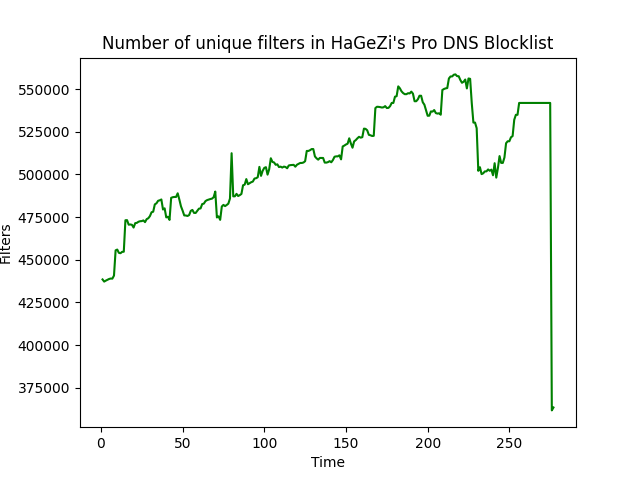 Number of unique filters in HaGeZi's Pro DNS Blocklist
550000
525000
500000
475000
450000
425000
400000
375000
Filters
0 50 100 150 200 250
Time